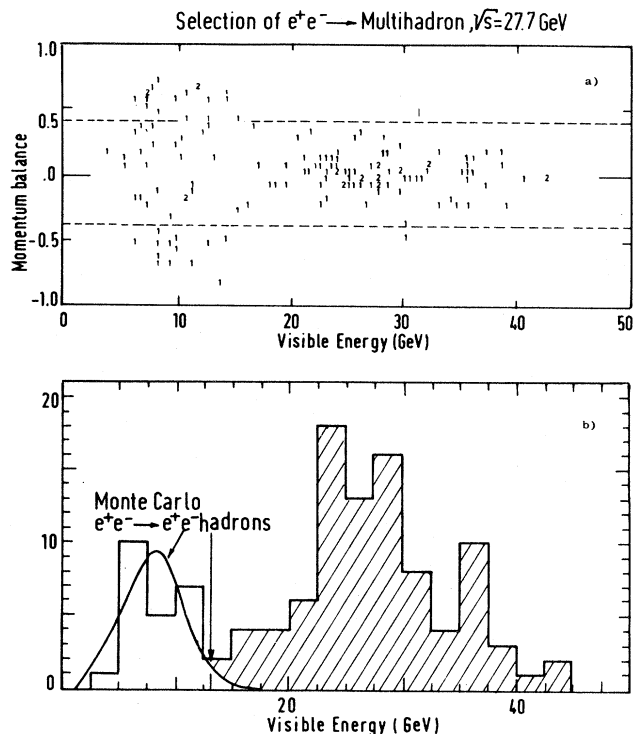 Selection of e⁺e⁻ → Multihadron, √s=27.7 GeV
a)
1.0
0.5
.0
-0.5
-1.0
Momentum balance
0 10 20 30 40 50
Visible Energy (GeV)
b)
20
10
0
Monte Carlo
e⁺e⁻ → e⁺e⁻hadrons
20 40
Visible Energy ( GeV)